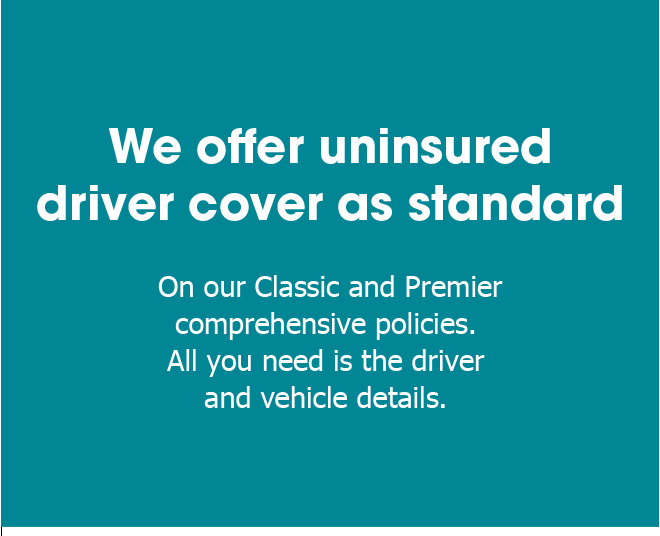 We offer uninsured
driver cover as standard
On our Classic and Premier
comprehensive policies.
All you need is the driver
and vehicle details.